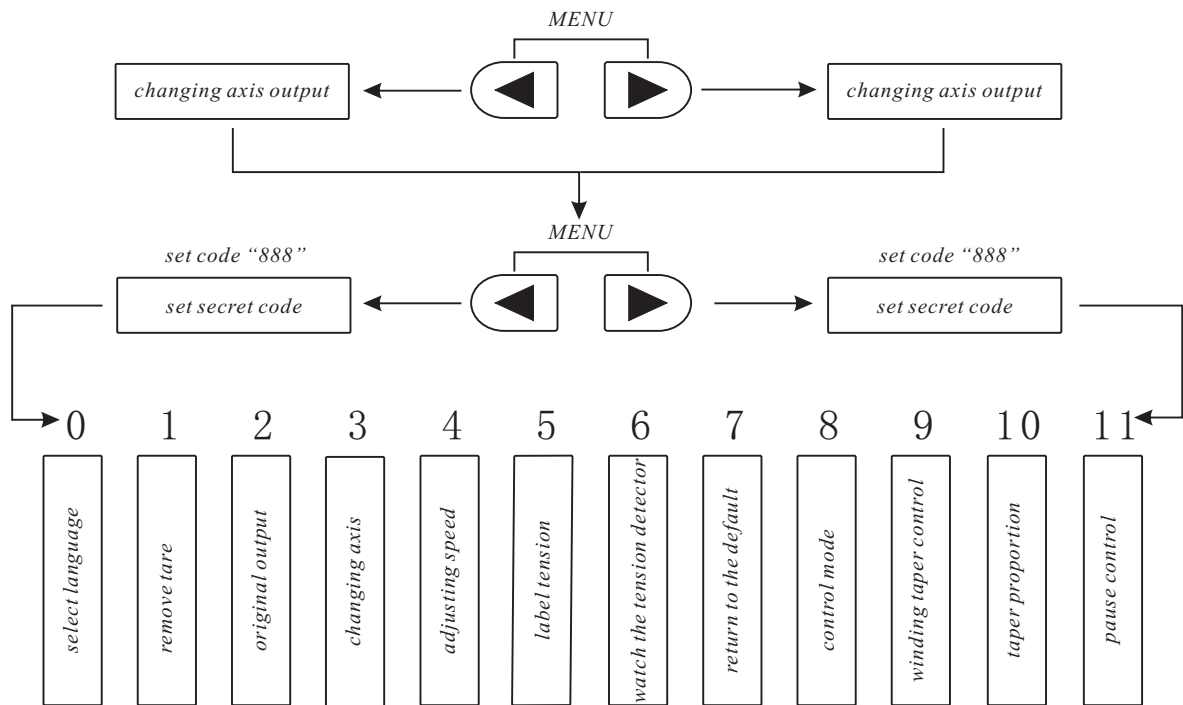 MENU
changing axis output
changing axis output
MENU
set code “888”
set code “888”
set secret code
set secret code
0 1 2 3 4 5 6 7 8 9 10 11
select language
remove tare
original output
changing axis
adjusting speed
label tension
watch the tension detector
return to the default
control mode
winding taper control
taper proportion
pause control